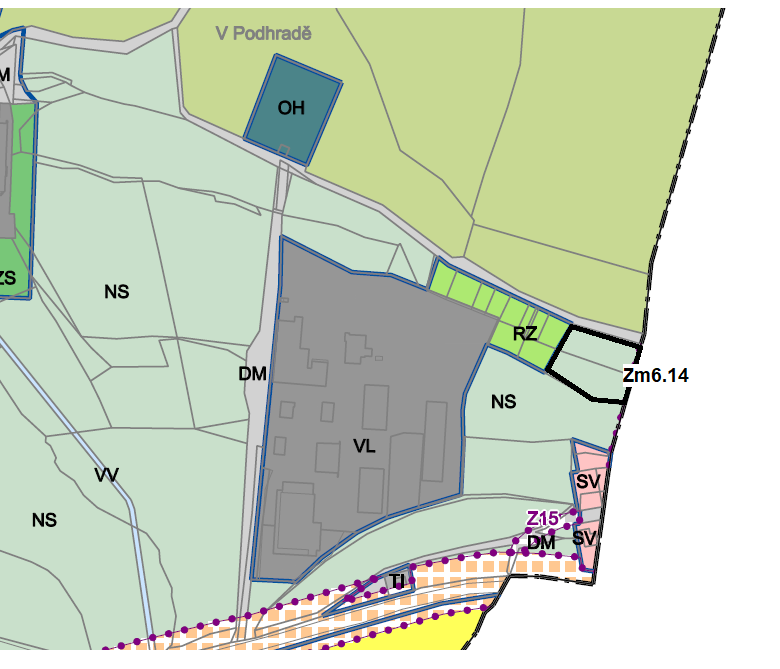 V Podhradě
M
OH
ZS
NS
RZ
DM
Zm6.14
NS
VL
VV
SV
NS
Z15
DM
SV
TI